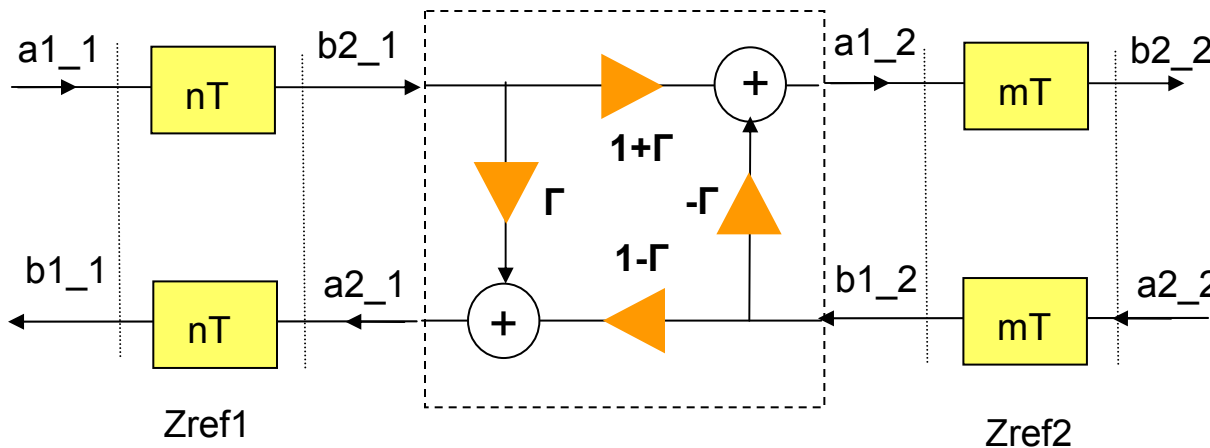 a1_1
b2_1
a1_2
b2_2
nT
+
mT
1+Γ
Γ
-Γ
1-Γ
b1_1
a2_1
b1_2
a2_2
nT
+
mT
Zref1
Zref2